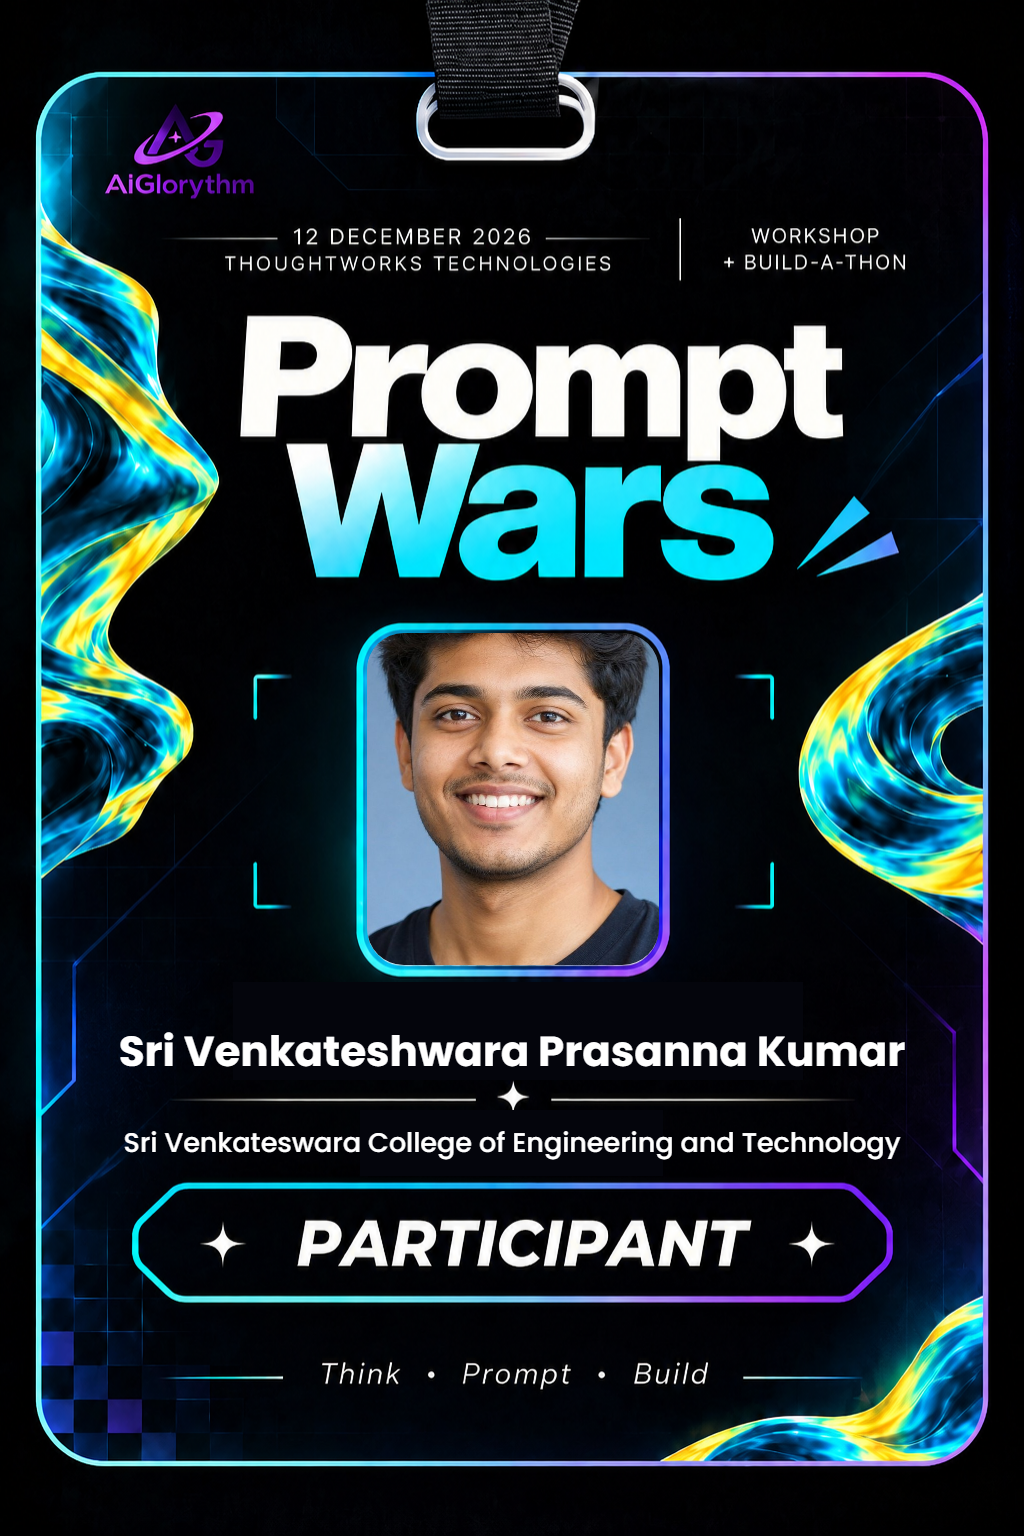 AiGlorythm
12 DECEMBER 2026
THOUGHTWORKS TECHNOLOGIES
WORKSHOP
+ BUILD-A-THON
Prompt
Wars
Sri Venkateshwara Prasanna Kumar
Sri Venkateswara College of Engineering and Technology
PARTICIPANT
Think • Prompt • Build